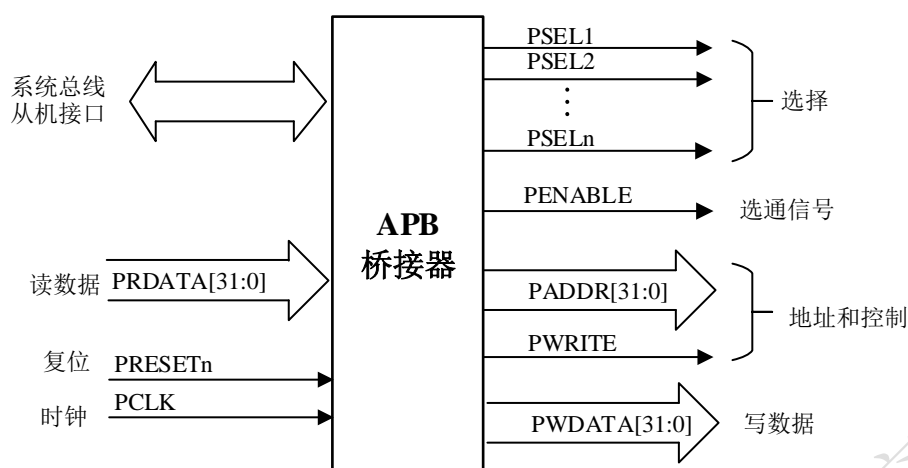 系统总线
从机接口
读数据
PRDATA[31:0]
复位
PRESETn
时钟
PCLK
APB
桥接器
PSEL1
PSEL2
PSELn
选择
PENABLE
选通信号
PADDR[31:0]
PWRITE
地址和控制
PWDATA[31:0]
写数据